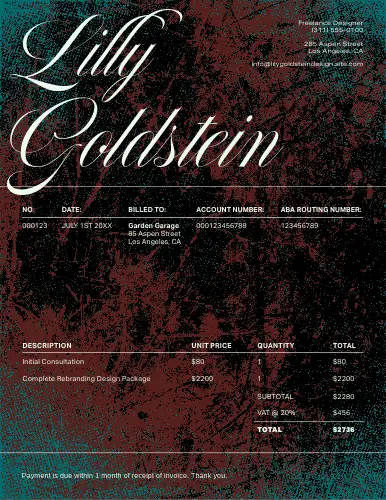 Lilly
Goldstein
Freelance Designer
(311) 555-0100
285 Aspen Street
Los Angeles, CA
info@lilygoldsteindesign.site.com
NO: DATE: BILLED TO: ACCOUNT NUMBER: ABA ROUTING NUMBER:
000123 JULY 1ST 20XX Garden Garage 000123456789 123456789
85 Aspen Street
Los Angeles, CA
DESCRIPTION UNIT PRICE QUANTITY TOTAL
Initial Consultation $80 1 $80
Complete Rebranding Design Package $2200 1 $2200
SUBTOTAL $2280
VAT @ 20% $456
TOTAL $2736
Payment is due within 1 month of receipt of invoice. Thank you.